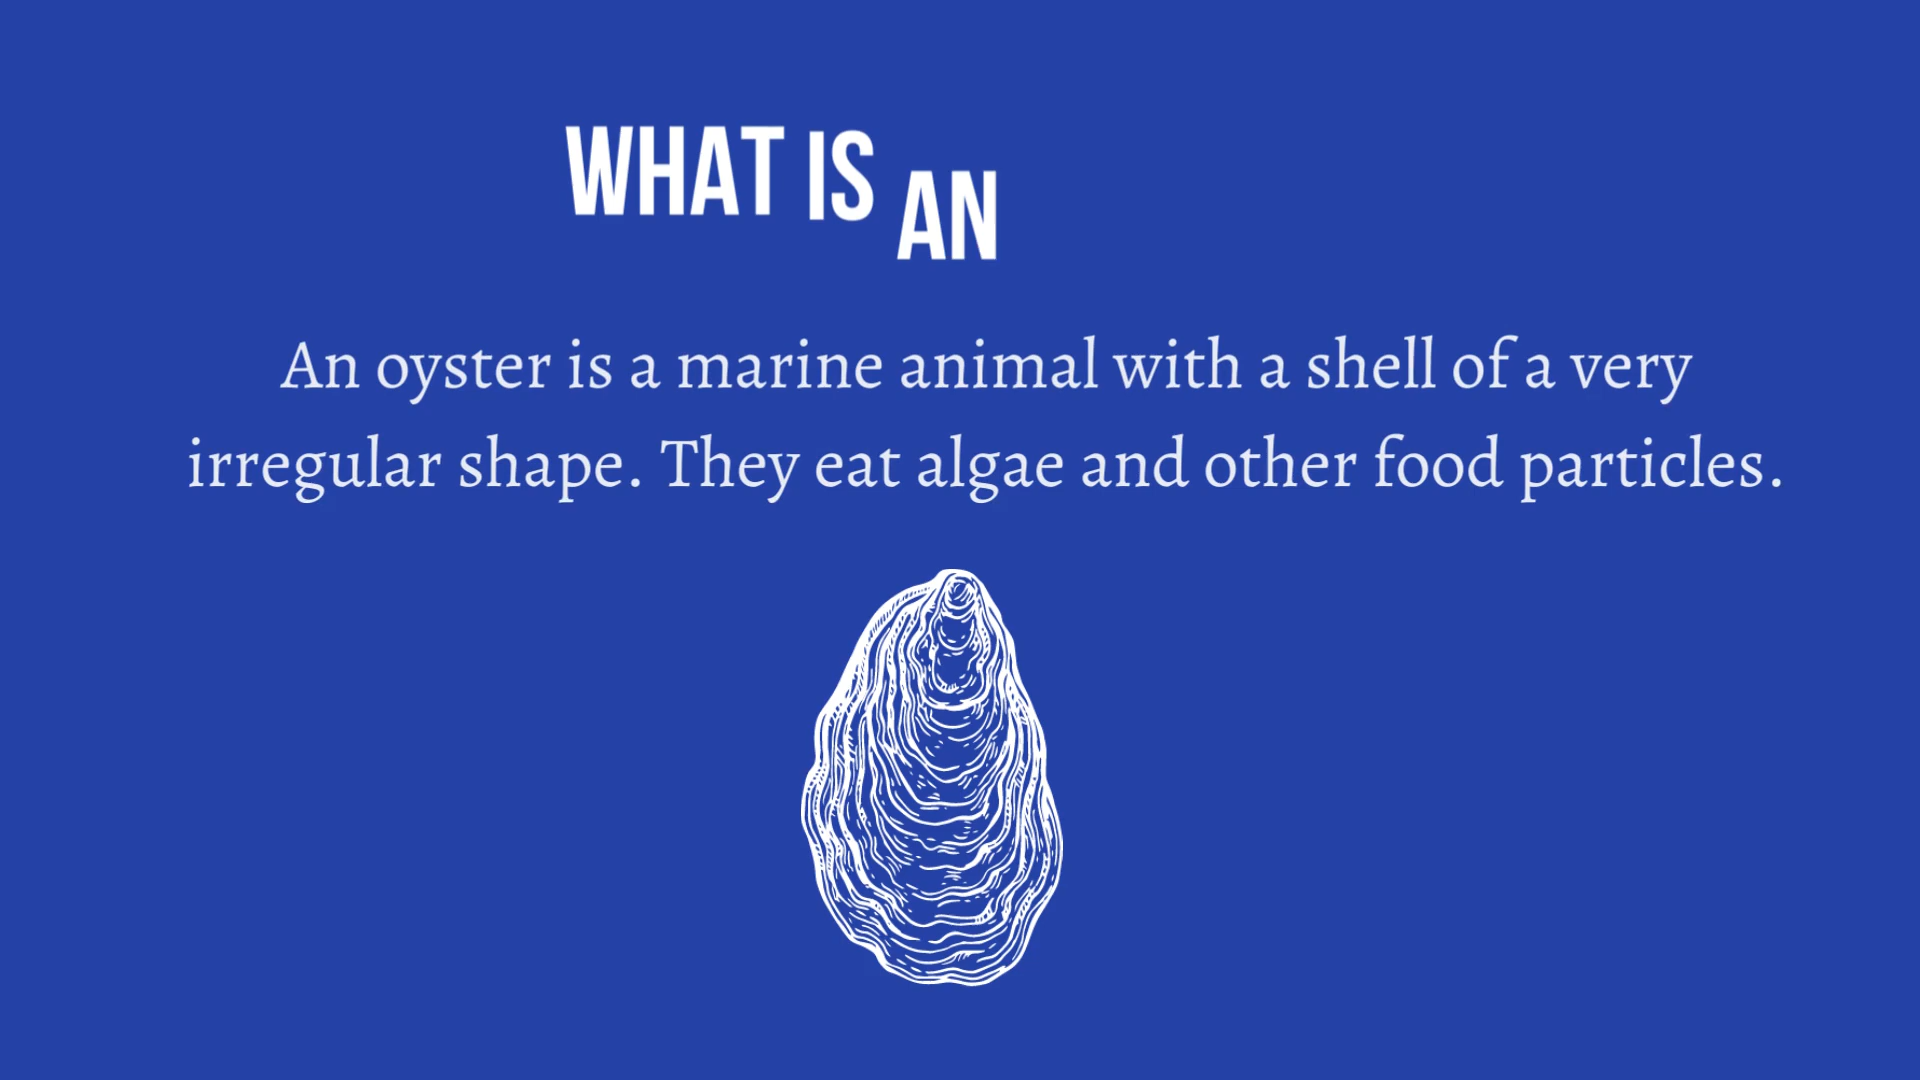 WHAT IS AN
An oyster is a marine animal with a shell of a very
irregular shape. They eat algae and other food particles.